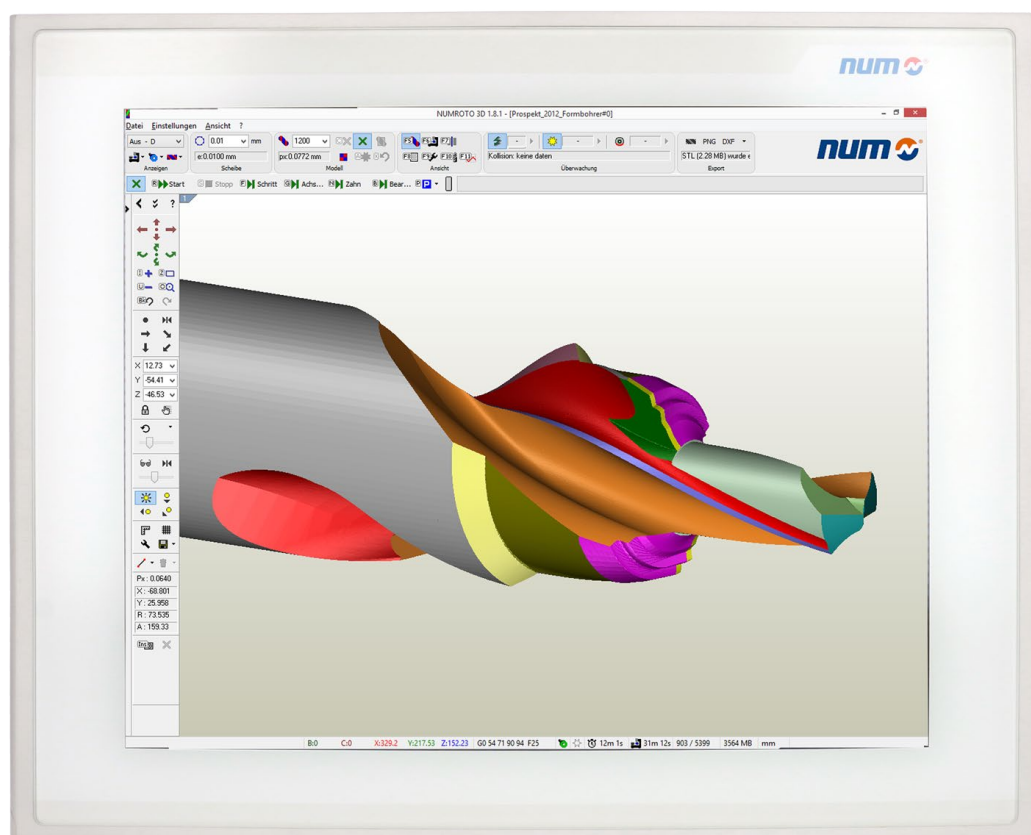 num
NUMROTO 3D 1.8.1 - [Prospekt_2012_Formbohrer#0]
Datei Einstellungen Ansicht ?
Aus - D 0.01 mm 1200 PNG DXF
e:0.0100 mm px:0.0772 mm Kollision: keine daten STL (2.28 MB) wurde e
Anzeigen Scheibe Modell Ansicht Überwachung Export
num
Start Stopp Schritt Achs... Zahn Bear... P
1
?
X 12.73
Y -54.41
Z -46.53
Px : 0.0640
X : -68.801
Y : 25.958
R : 73.535
A : 159.33
B:0 C:0 X:329.2 Y:217.53 Z:152.23 G0 54 71 90 94 F25 12m 1s 31m 12s 903 / 5399 3564 MB mm